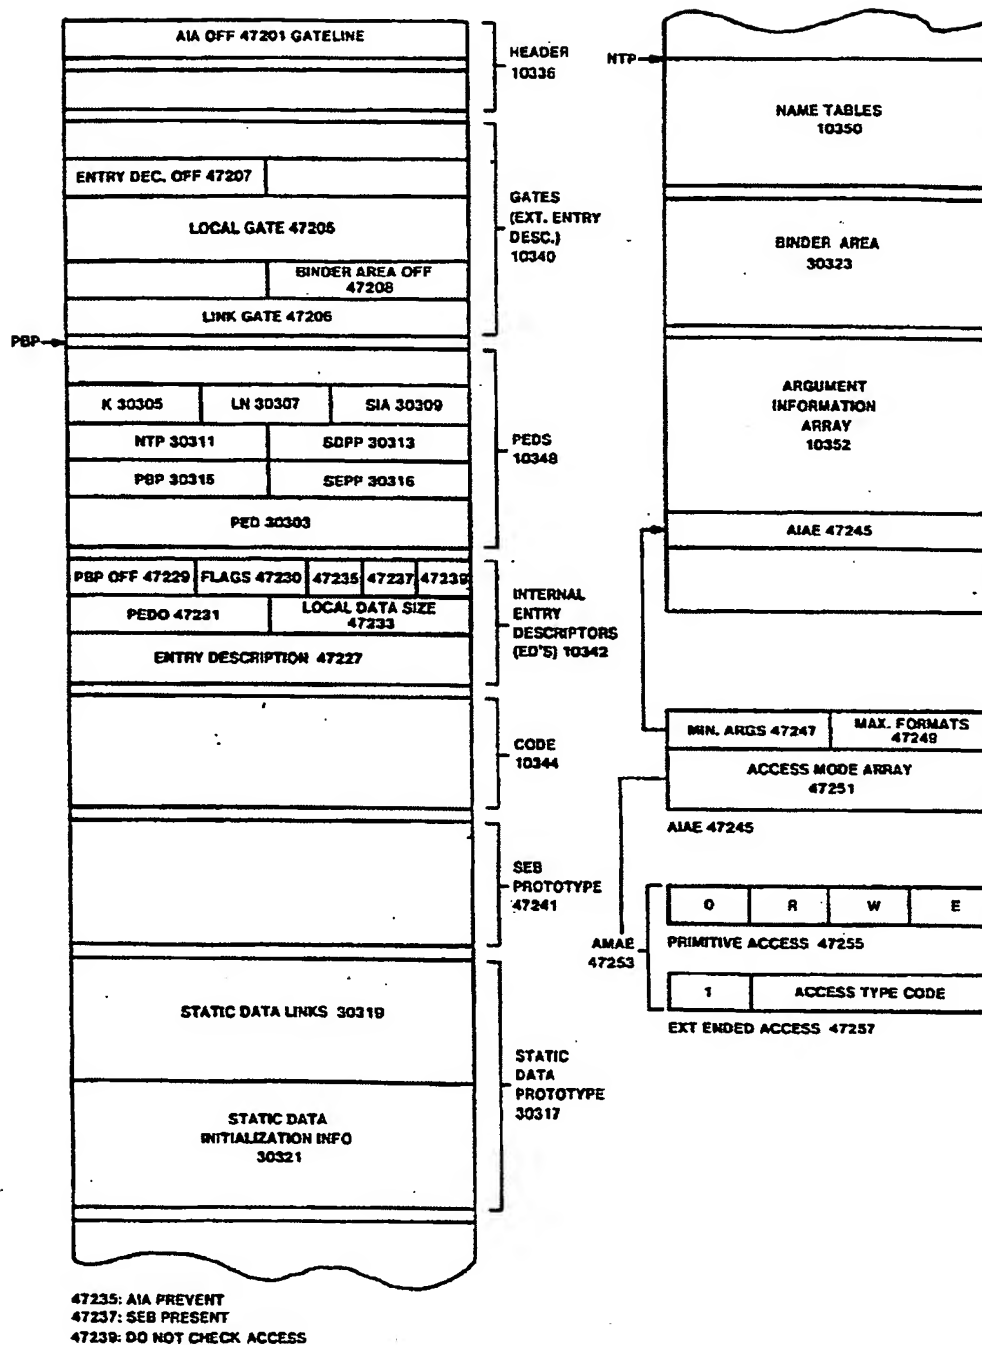 AIA OFF 47201 GATELINE
HEADER
10336
ENTRY DEC. OFF 47207
LOCAL GATE 47205
BINDER AREA OFF
47208
LINK GATE 47206
GATES
(EXT. ENTRY
DESC.)
10340
PBP
K 30305
LN 30307
SIA 30309
NTP 30311
SDPP 30313
PBP 30315
SEPP 30316
PED 30303
PEDS
10348
PBP OFF 47229
FLAGS 47230
47235
47237
47239
PEDO 47231
LOCAL DATA SIZE
47233
ENTRY DESCRIPTION 47227
INTERNAL
ENTRY
DESCRIPTORS
(ED'S) 10342
CODE
10344
SEB
PROTOTYPE
47241
STATIC DATA LINKS 30319
STATIC DATA
INITIALIZATION INFO
30321
STATIC
DATA
PROTOTYPE
30317
47235: AIA PREVENT
47237: SEB PRESENT
47239: DO NOT CHECK ACCESS
NTP
NAME TABLES
10350
BINDER AREA
30323
ARGUMENT
INFORMATION
ARRAY
10352
AIAE 47245
MIN. ARGS 47247
MAX. FORMATS
47249
ACCESS MODE ARRAY
47251
AIAE 47245
AMAE
47253
0
R
W
E
PRIMITIVE ACCESS 47255
1
ACCESS TYPE CODE
EXT ENDED ACCESS 47257